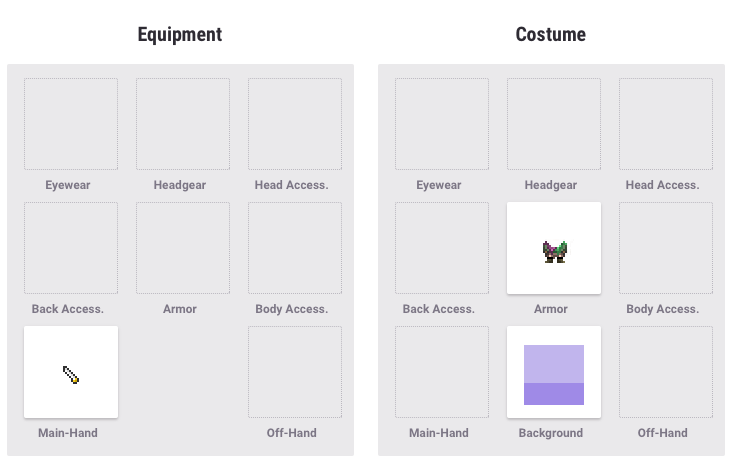 Equipment
Costume
Eyewear
Headgear
Head Access.
Back Access.
Armor
Body Access.
Main-Hand
Off-Hand
Eyewear
Headgear
Head Access.
Back Access.
Armor
Body Access.
Main-Hand
Background
Off-Hand